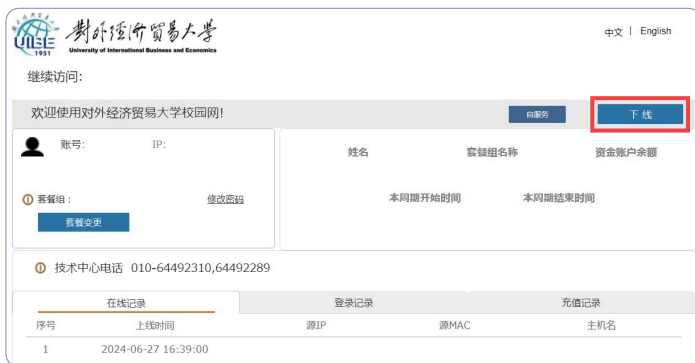 UIBE
1951
對外經濟貿易大學
University of International Business and Economics
中文 | English
继续访问:
欢迎使用对外经济贸易大学校园网!
自服务
下线
账号:
IP:
姓名
套餐组名称
资金账户余额
套餐组:
修改密码
本周期开始时间
本周期结束时间
套餐变更
技术中心电话 010-64492310,64492289
在线记录
登录记录
充值记录
序号
上线时间
源IP
源MAC
主机名
1
2024-06-27 16:39:00